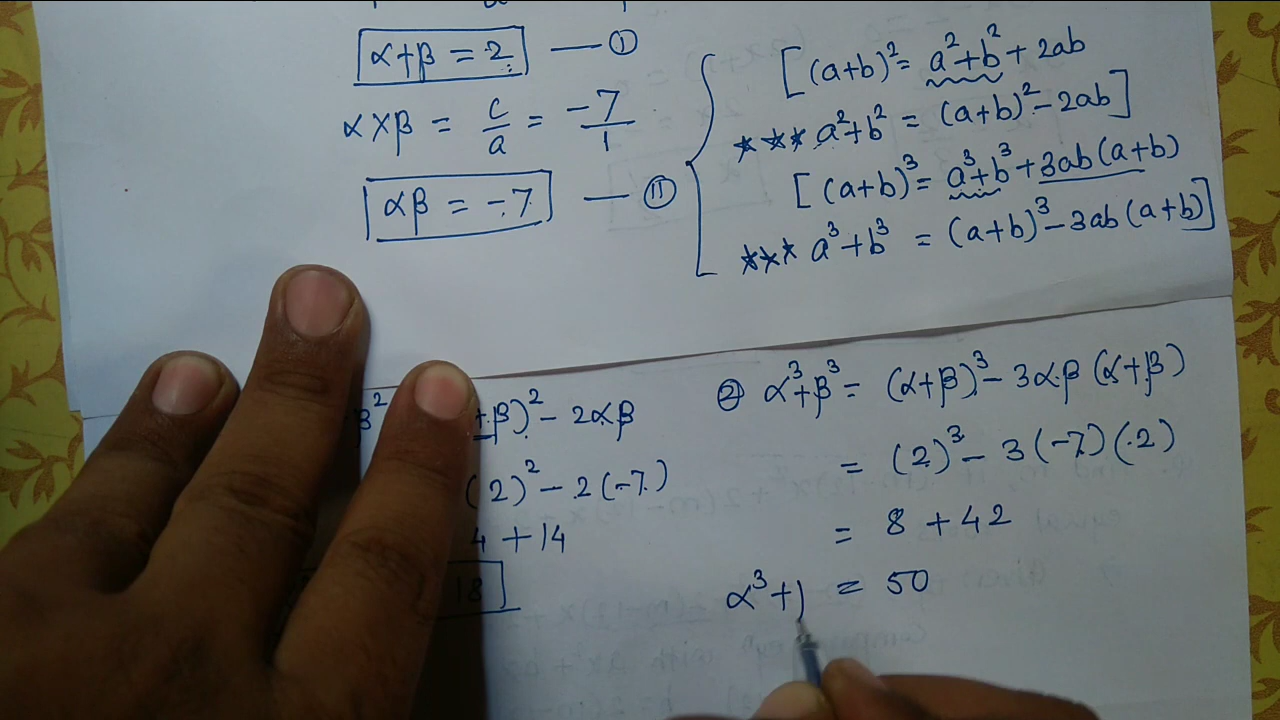 α+β = 2 — ①
α×β = c/a = -7/1
αβ = -7 — ⑪
[(a+b)² = a²+b² + 2ab
*** a²+b² = (a+b)² - 2ab]
[(a+b)³ = a³+b³ + 3ab(a+b)
*** a³+b³ = (a+b)³ - 3ab(a+b)]
β² +β)² - 2αβ
(2)² - 2(-7)
4 + 14
18
② α³+β³ = (α+β)³ - 3αβ(α+β)
= (2)³ - 3(-7)(2)
= 8 + 42
α³+ = 50